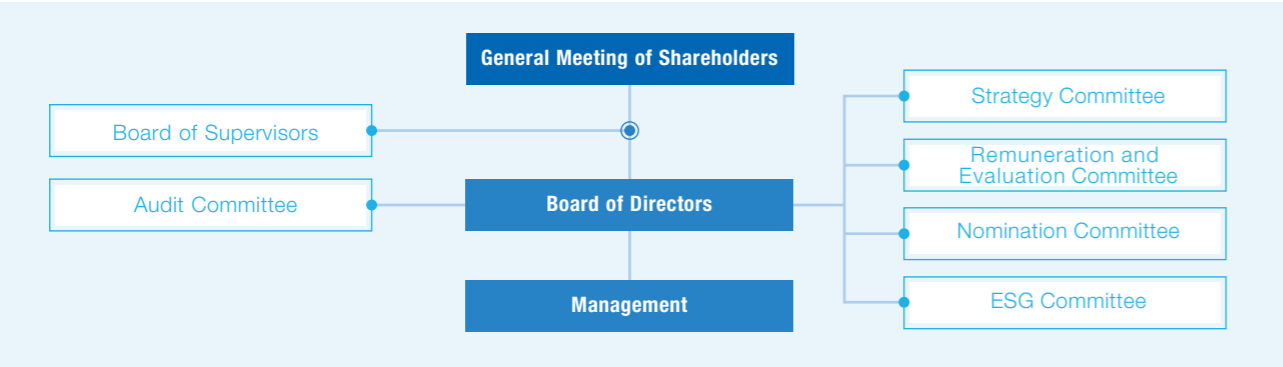 General Meeting of Shareholders
Board of Supervisors
Audit Committee
Board of Directors
Management
Strategy Committee
Remuneration and
Evaluation Committee
Nomination Committee
ESG Committee